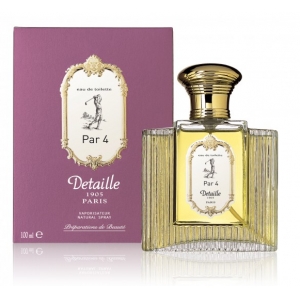 eau de toilette
Par 4
Detaille
1905
PARIS
VAPORISATEUR
NATURAL SPRAY
100 ml e
Préparations de Beauté
eau de toilette
Par 4
Detaille
1905
PARIS